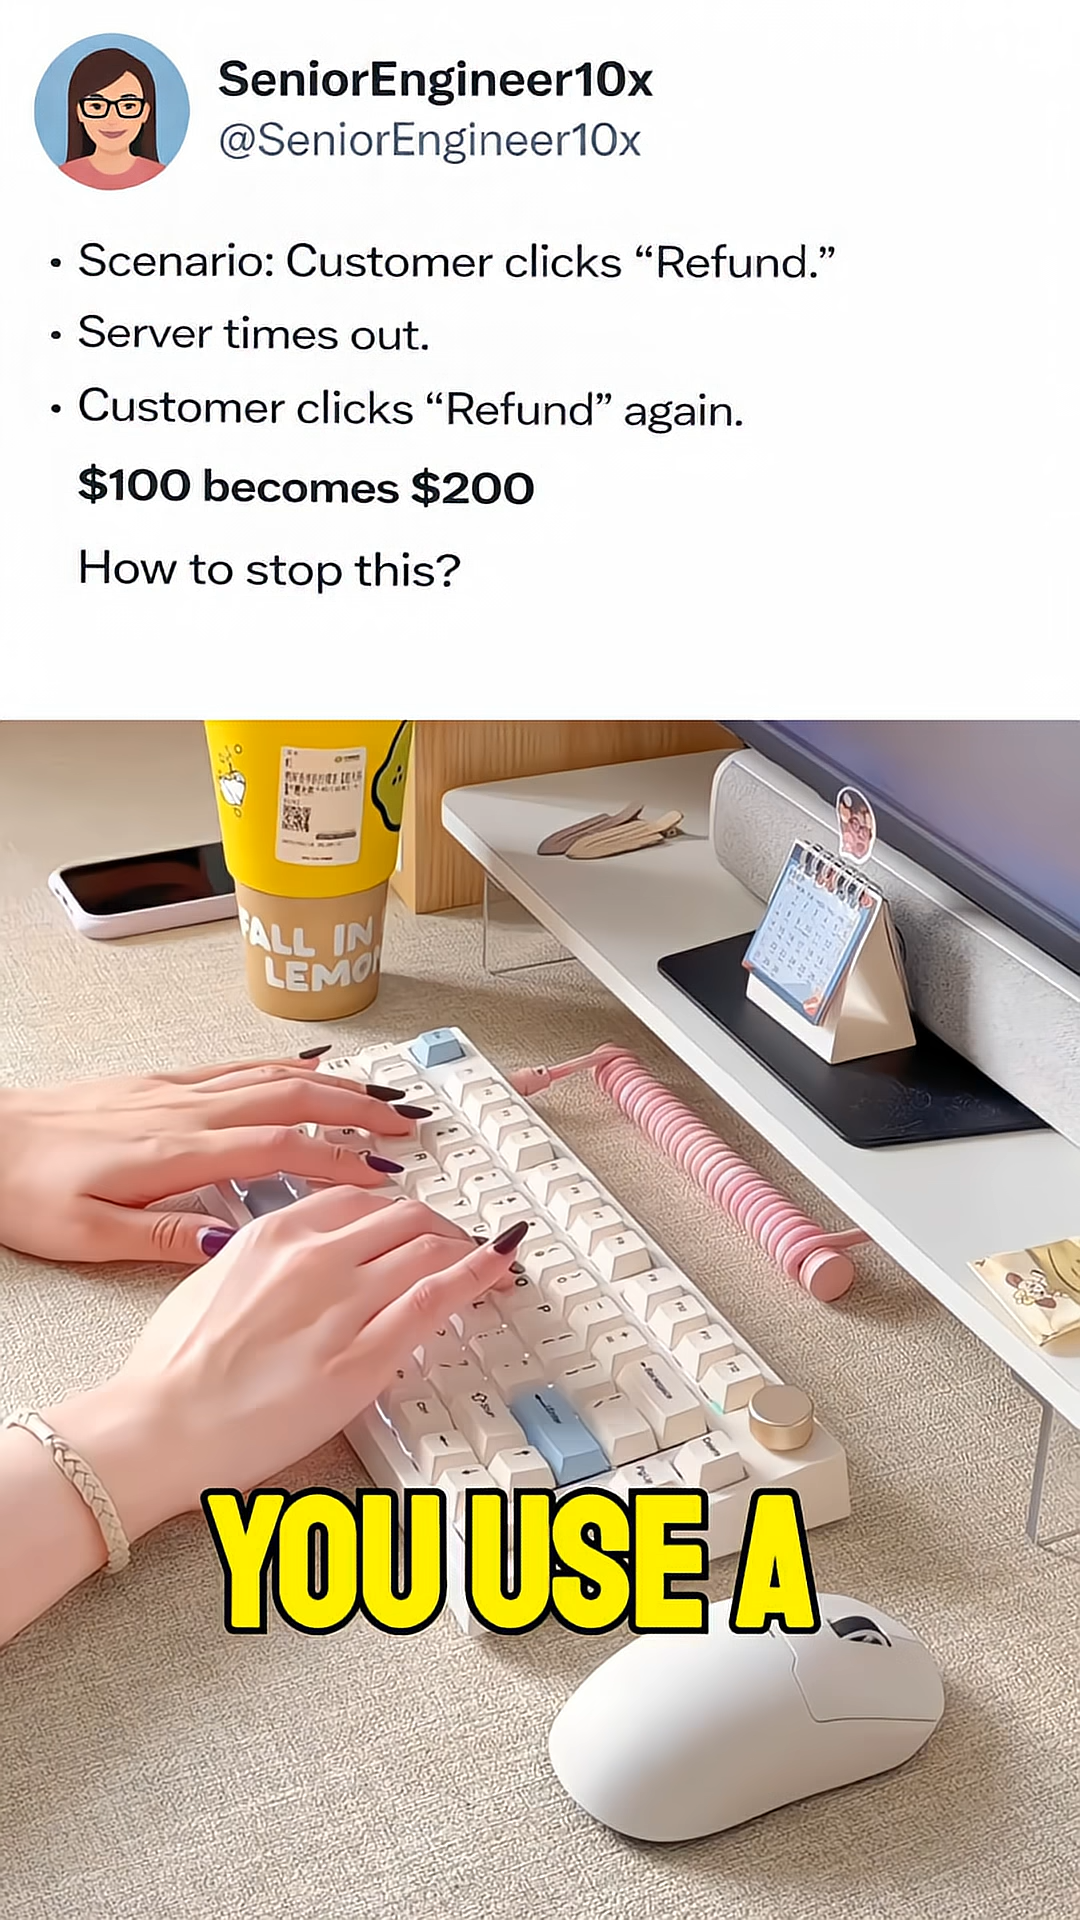 SeniorEngineer10x
@SeniorEngineer10x
• Scenario: Customer clicks “Refund.”
• Server times out.
• Customer clicks “Refund” again.
$100 becomes $200
How to stop this?
FALL IN
LEMON
YOU USE A